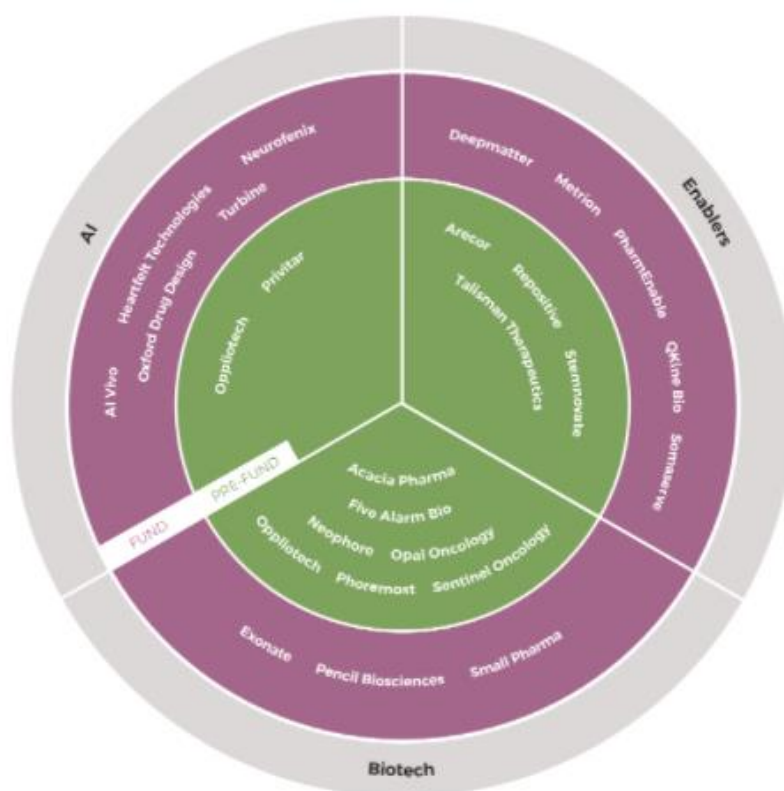 AI
Neurofenix
Heartfelt Technologies
Turbine
Oxford Drug Design
AI Vivo
Privitar
Oppilotech
Enablers
Deepmatter
Metrion
PharmEnable
QKine Bio
Somaserve
Arecor
Repositive
Talisman Therapeutics
Stemnovate
FUND
PRE-FUND
Acacia Pharma
Five Alarm Bio
Neophore
Opal Oncology
Oppilotech
Phoremost
Sentinel Oncology
Exonate
Pencil Biosciences
Small Pharma
Biotech